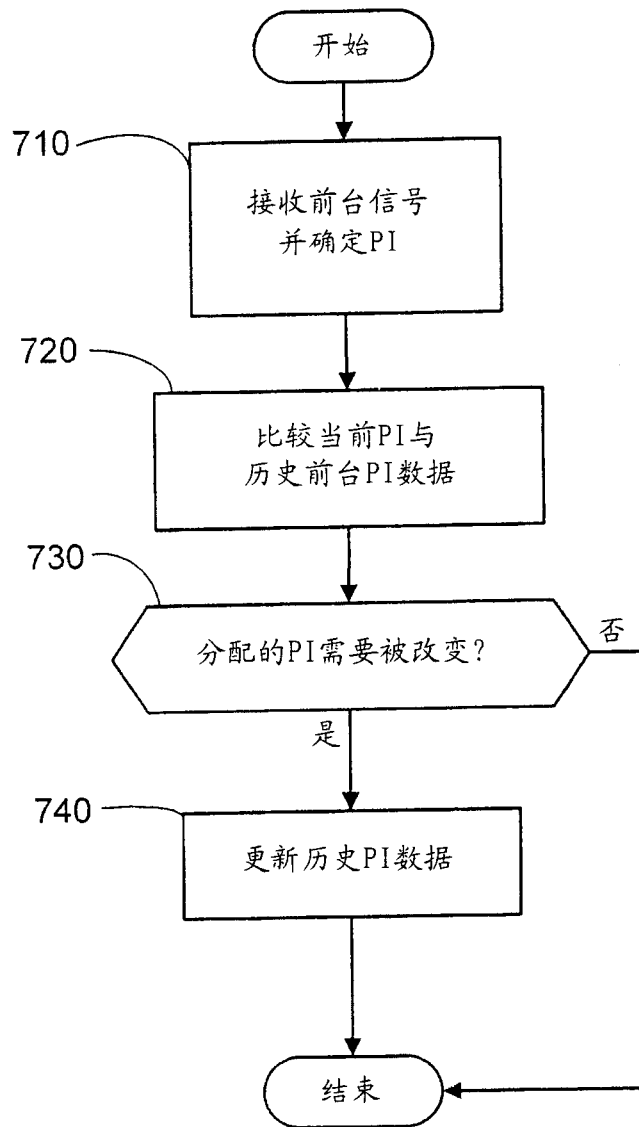 开始
710
接收前台信号
并确定PI
720
比较当前PI与
历史前台PI数据
730
分配的PI需要被改变?
否
是
740
更新历史PI数据
结束